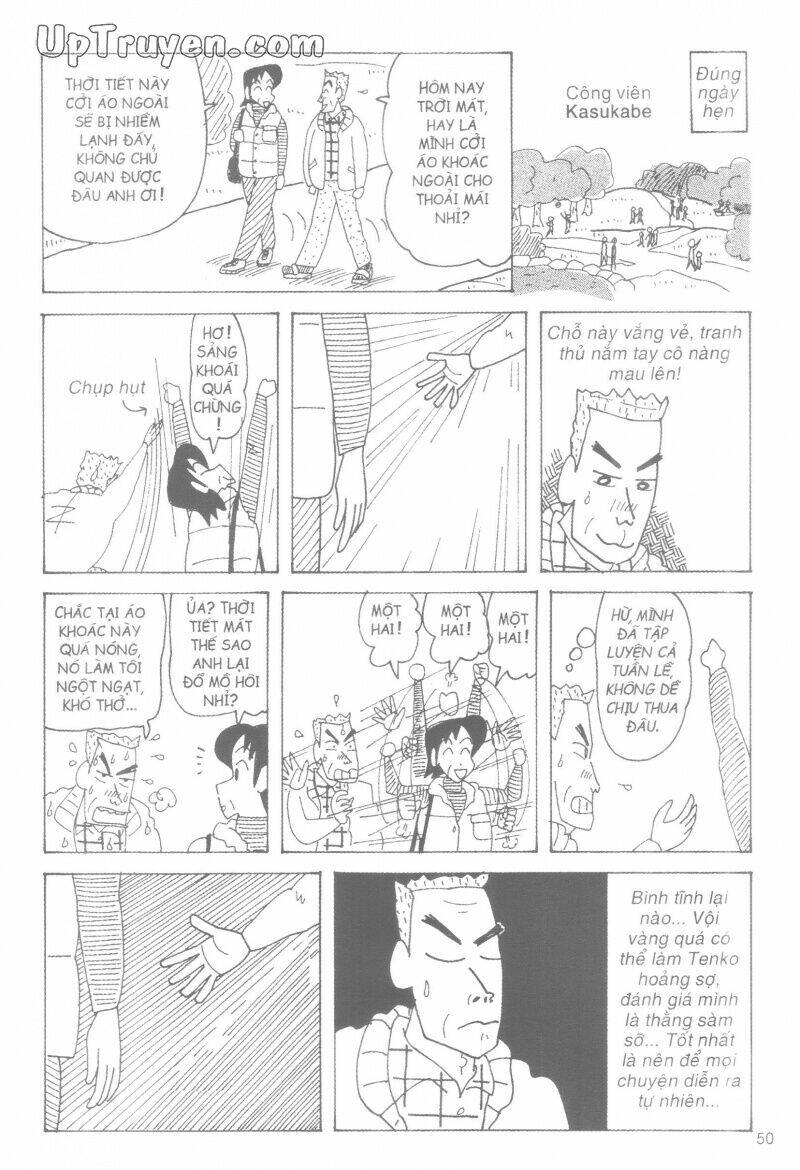 UpTruyen.com
Đúng
ngày
hẹn
Công viên
Kasukabe
HÔM NAY
TRỜI MÁT,
HAY LÀ
MÌNH CỞI
ÁO KHOÁC
NGOÀI CHO
THOẢI MÁI
NHỈ?
THỜI TIẾT NÀY
CỞI ÁO NGOÀI
SẼ BỊ NHIỄM
LẠNH ĐẤY,
KHÔNG CHỦ
QUAN ĐƯỢC
ĐÂU ANH ƠI!
Chỗ này vắng vẻ, tranh
thủ nắm tay cô nàng
mau lên!
HƠ!
SẢNG
KHOÁI
QUÁ
CHỪNG
!
Chụp hụt
HỪ, MÌNH
ĐÃ TẬP
LUYỆN CẢ
TUẦN LỄ,
KHÔNG DỄ
CHỊU THUA
ĐÂU.
MỘT
HAI!
MỘT
HAI!
MỘT
HAI!
ỦA? THỜI
TIẾT MÁT
THẾ SAO
ANH LẠI
ĐỔ MỒ HÔI
NHỈ?
CHẮC TẠI ÁO
KHOÁC NÀY
QUÁ NÓNG,
NÓ LÀM TÔI
NGỘT NGẠT,
KHÓ THỞ...
Bình tĩnh lại
nào... Vội
vàng quá có
thể làm Tenko
hoảng sợ,
đánh giá mình
là thằng sàm
sỡ... Tốt nhất
là nên để mọi
chuyện diễn ra
tự nhiên...
50